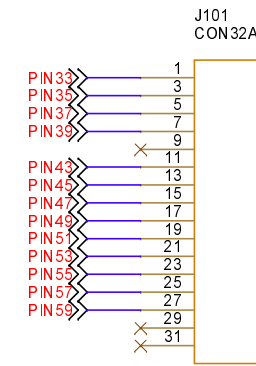 J101
CON32A
PIN33 1
PIN35 3
PIN37 5
PIN39 7
9
PIN43 11
PIN45 13
PIN47 15
PIN49 17
PIN51 19
PIN53 21
PIN55 23
PIN57 25
PIN59 27
29
31